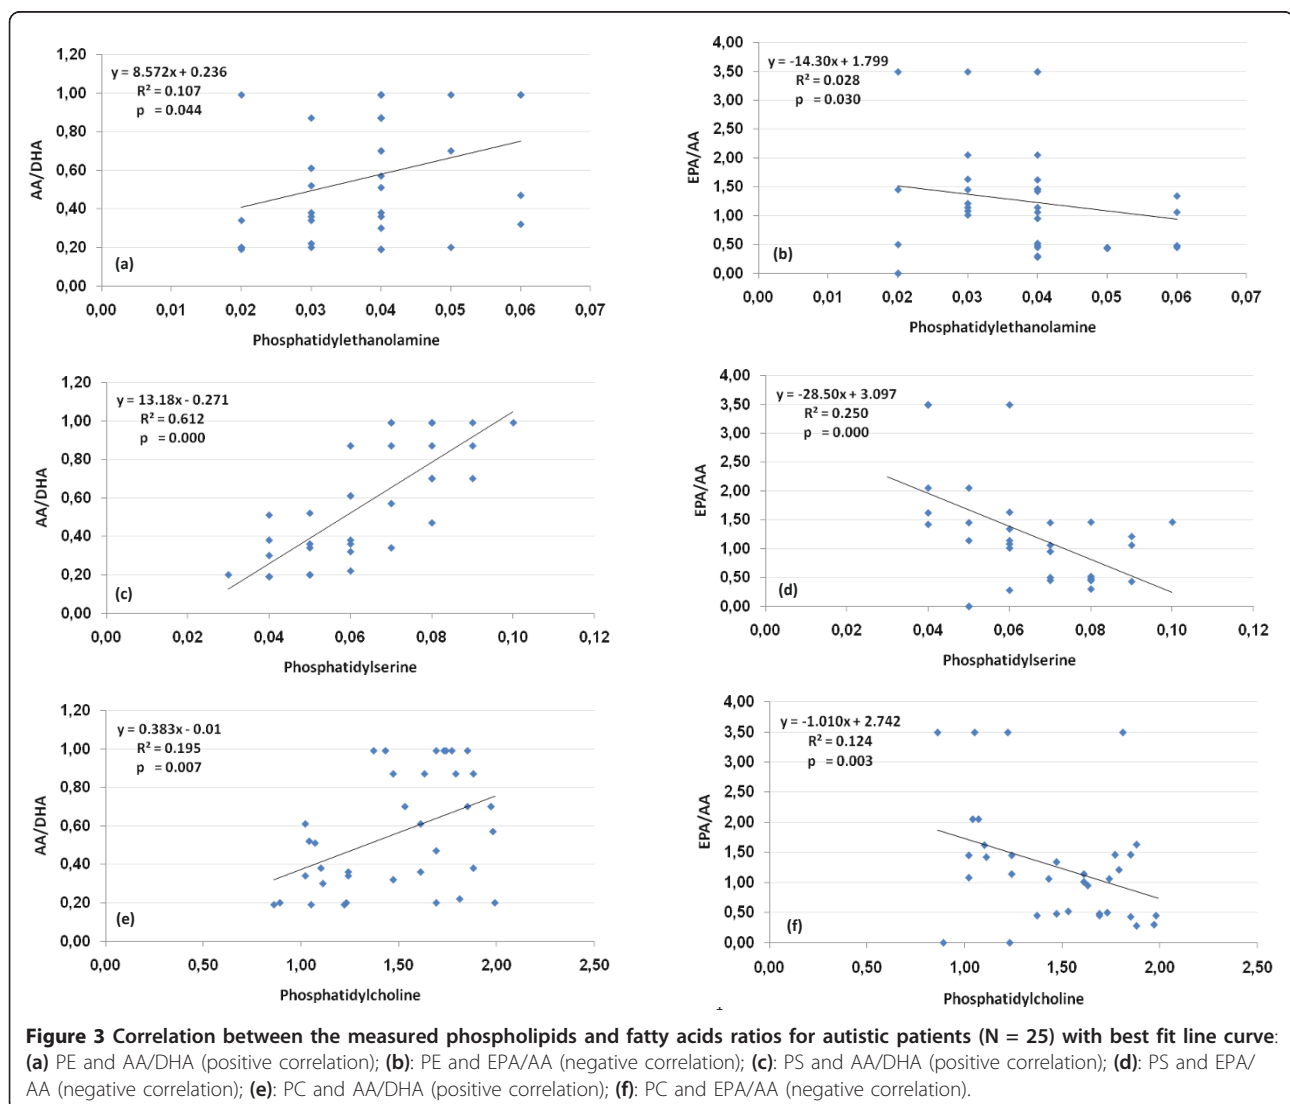 1,20
1,00
0,80
0,60
0,40
0,20
0,00
AA/DHA
y = 8.572x + 0.236
R² = 0.107
p = 0.044
(a)
0,00 0,01 0,02 0,03 0,04 0,05 0,06 0,07
Phosphatidylethanolamine
4,00
3,50
3,00
2,50
2,00
1,50
1,00
0,50
0,00
EPA/AA
y = -14.30x + 1.799
R² = 0.028
p = 0.030
(b)
0,00 0,01 0,02 0,03 0,04 0,05 0,06 0,07
Phosphatidylethanolamine
1,20
1,00
0,80
0,60
0,40
0,20
0,00
AA/DHA
y = 13.18x - 0.271
R² = 0.612
p = 0.000
(c)
0,00 0,02 0,04 0,06 0,08 0,10 0,12
Phosphatidylserine
4,00
3,50
3,00
2,50
2,00
1,50
1,00
0,50
0,00
EPA/AA
y = -28.50x + 3.097
R² = 0.250
p = 0.000
(d)
0,00 0,02 0,04 0,06 0,08 0,10 0,12
Phosphatidylserine
1,20
1,00
0,80
0,60
0,40
0,20
0,00
AA/DHA
y = 0.383x - 0.01
R² = 0.195
p = 0.007
(e)
0,00 0,50 1,00 1,50 2,00 2,50
Phosphatidylcholine
4,00
3,50
3,00
2,50
2,00
1,50
1,00
0,50
0,00
EPA/AA
y = -1.010x + 2.742
R² = 0.124
p = 0.003
(f)
0,00 0,50 1,00 1,50 2,00 2,50
Phosphatidylcholine
Figure 3 Correlation between the measured phospholipids and fatty acids ratios for autistic patients (N = 25) with best fit line curve:
(a) PE and AA/DHA (positive correlation); (b): PE and EPA/AA (negative correlation); (c): PS and AA/DHA (positive correlation); (d): PS and EPA/
AA (negative correlation); (e): PC and AA/DHA (positive correlation); (f): PC and EPA/AA (negative correlation).